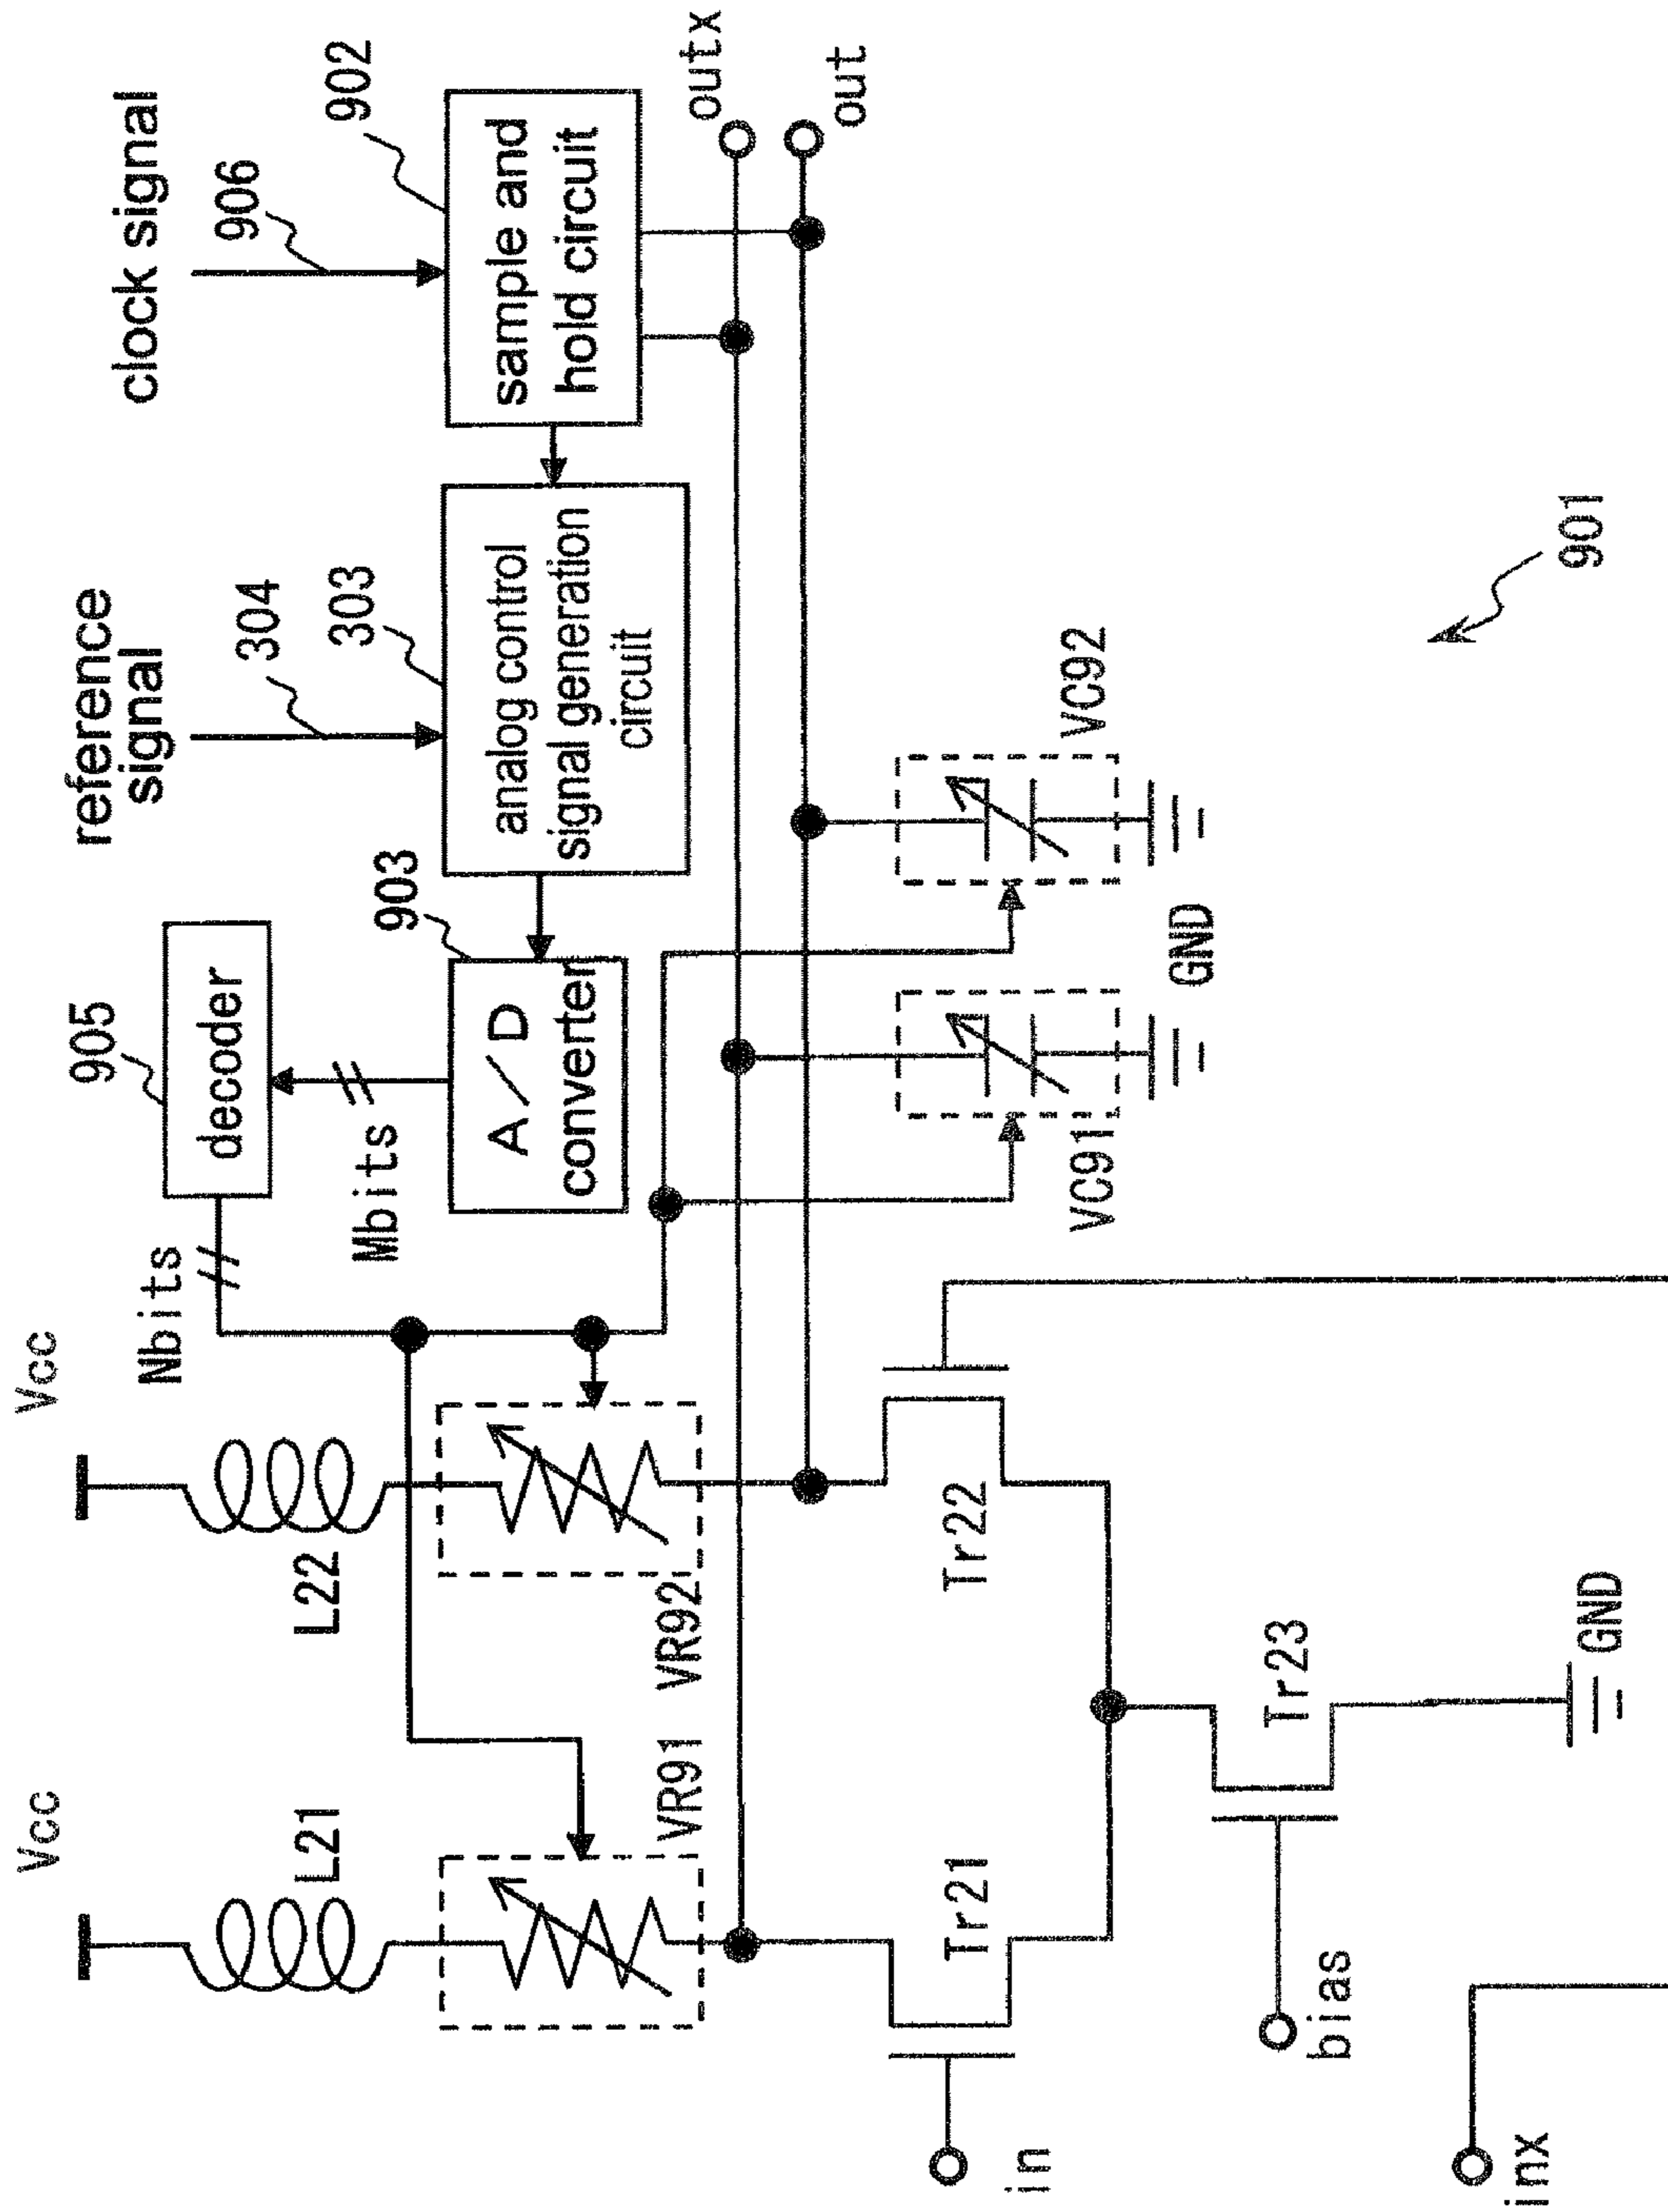 Vcc
L21
VR91
Vcc
L22
VR92
Nbits
905
decoder
Mbits
903
A/D
converter
reference
signal
304
303
analog control
signal generation
circuit
clock signal
906
902
sample and
hold circuit
outx
out
VC91
GND
VC92
in
Tr21
Tr22
Tr23
bias
GND
inx
901